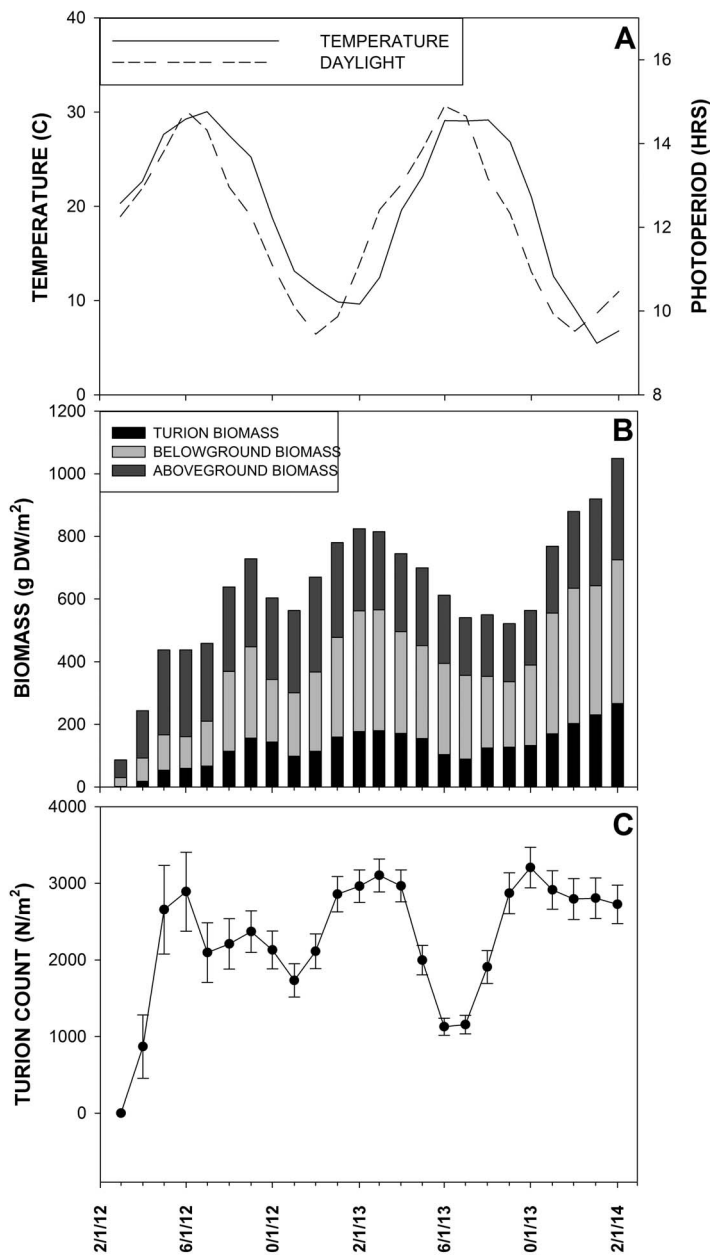 40
30
20
10
0
TEMPERATURE (C)
TEMPERATURE
DAYLIGHT
A
16
14
12
10
8
PHOTOPERIOD (HRS)
1200
1000
800
600
400
200
0
BIOMASS (g DW/m²)
TURION BIOMASS
BELOWGROUND BIOMASS
ABOVEGROUND BIOMASS
B
4000
3000
2000
1000
0
TURION COUNT (N/m²)
C
2/1/12
6/1/12
0/1/12
2/1/13
6/1/13
0/1/13
2/1/14